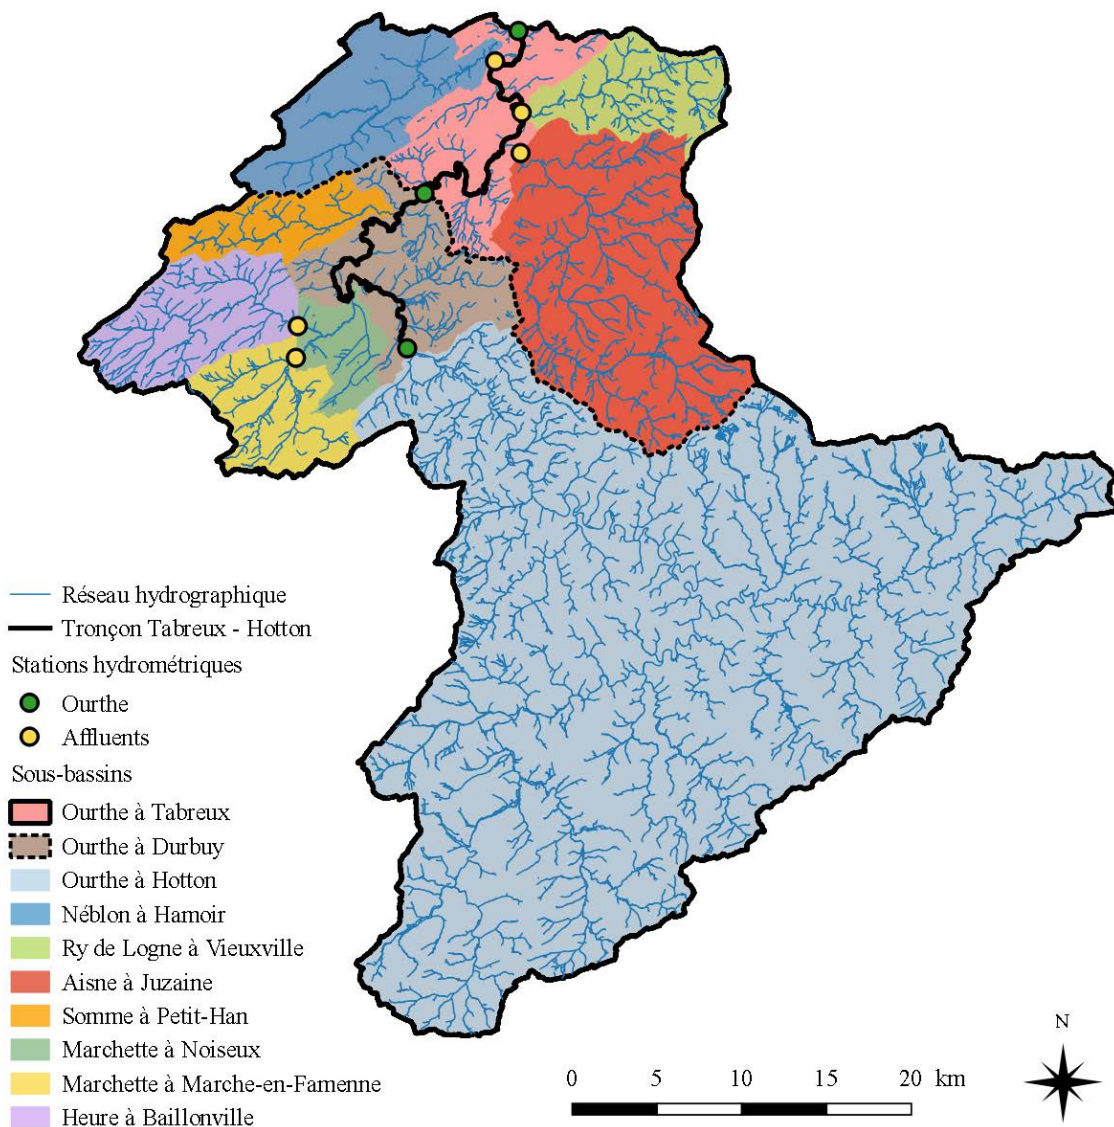 Réseau hydrographique
Tronçon Tabreux - Hotton
Stations hydrométriques
Ourthe
Affluents
Sous-bassins
Ourthe à Tabreux
Ourthe à Durbuy
Ourthe à Hotton
Néblon à Hamoir
Ry de Logne à Vieuxville
Aisne à Juzaine
Somme à Petit-Han
Marchette à Noiseux
Marchette à Marche-en-Famenne
Heure à Baillonville
0 5 10 15 20 km
N